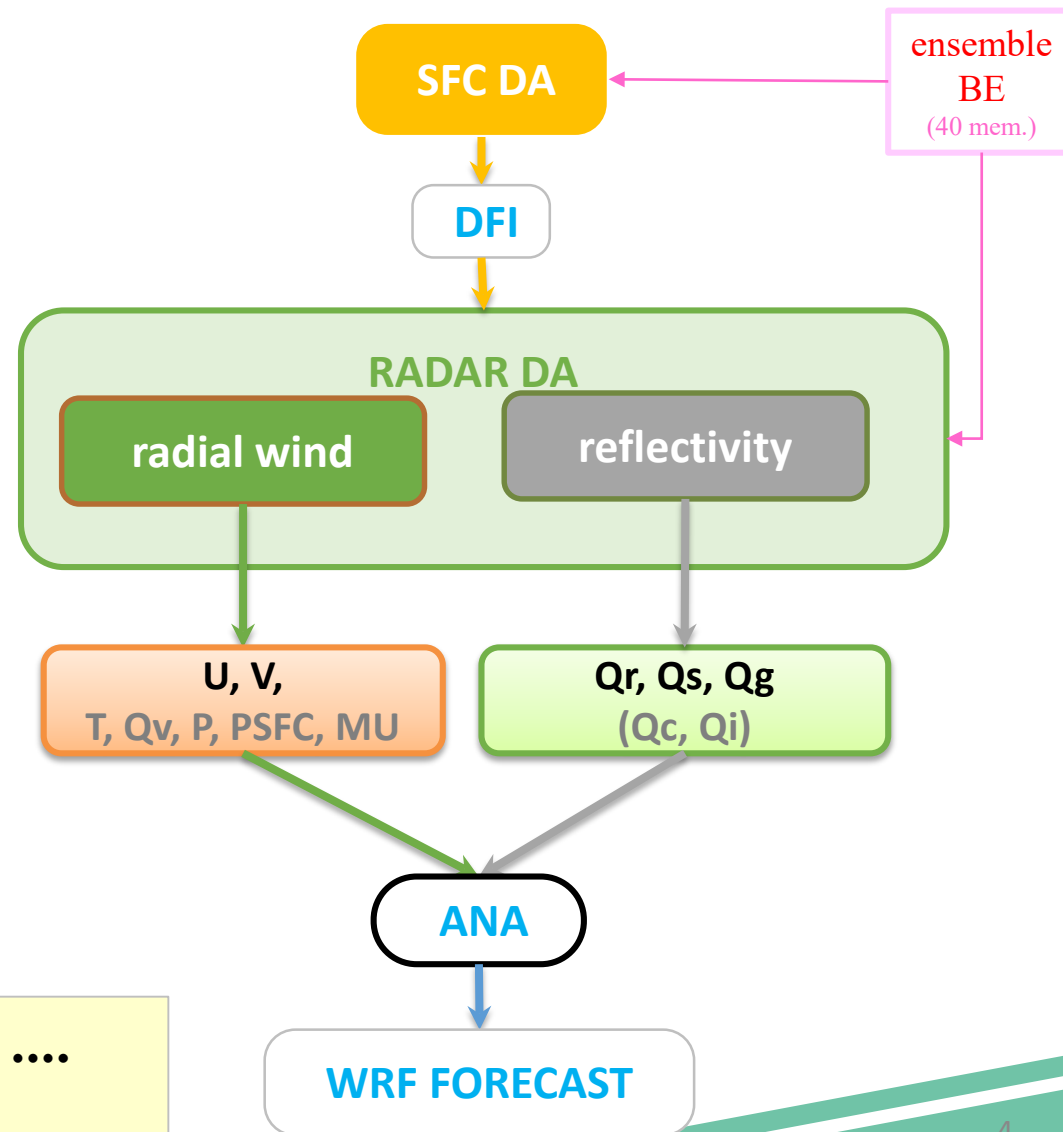 SFC DA
ensemble
BE
(40 mem.)
DFI
RADAR DA
radial wind
reflectivity
U, V,
T, Qv, P, PSFC, MU
Qr, Qs, Qg
(Qc, Qi)
ANA
....
WRF FORECAST
4